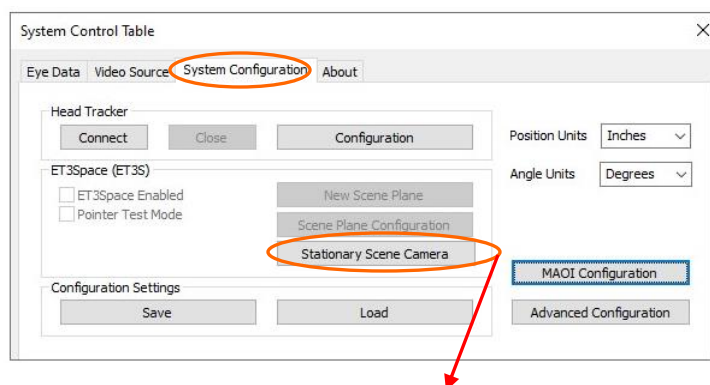 System Control Table
Eye Data Video Source System Configuration About
Head Tracker
Connect Close Configuration Position Units Inches
ET3Space (ET3S) Angle Units Degrees
ET3Space Enabled New Scene Plane
Pointer Test Mode Scene Plane Configuration
Stationary Scene Camera
MAOI Configuration
Configuration Settings
Save Load Advanced Configuration